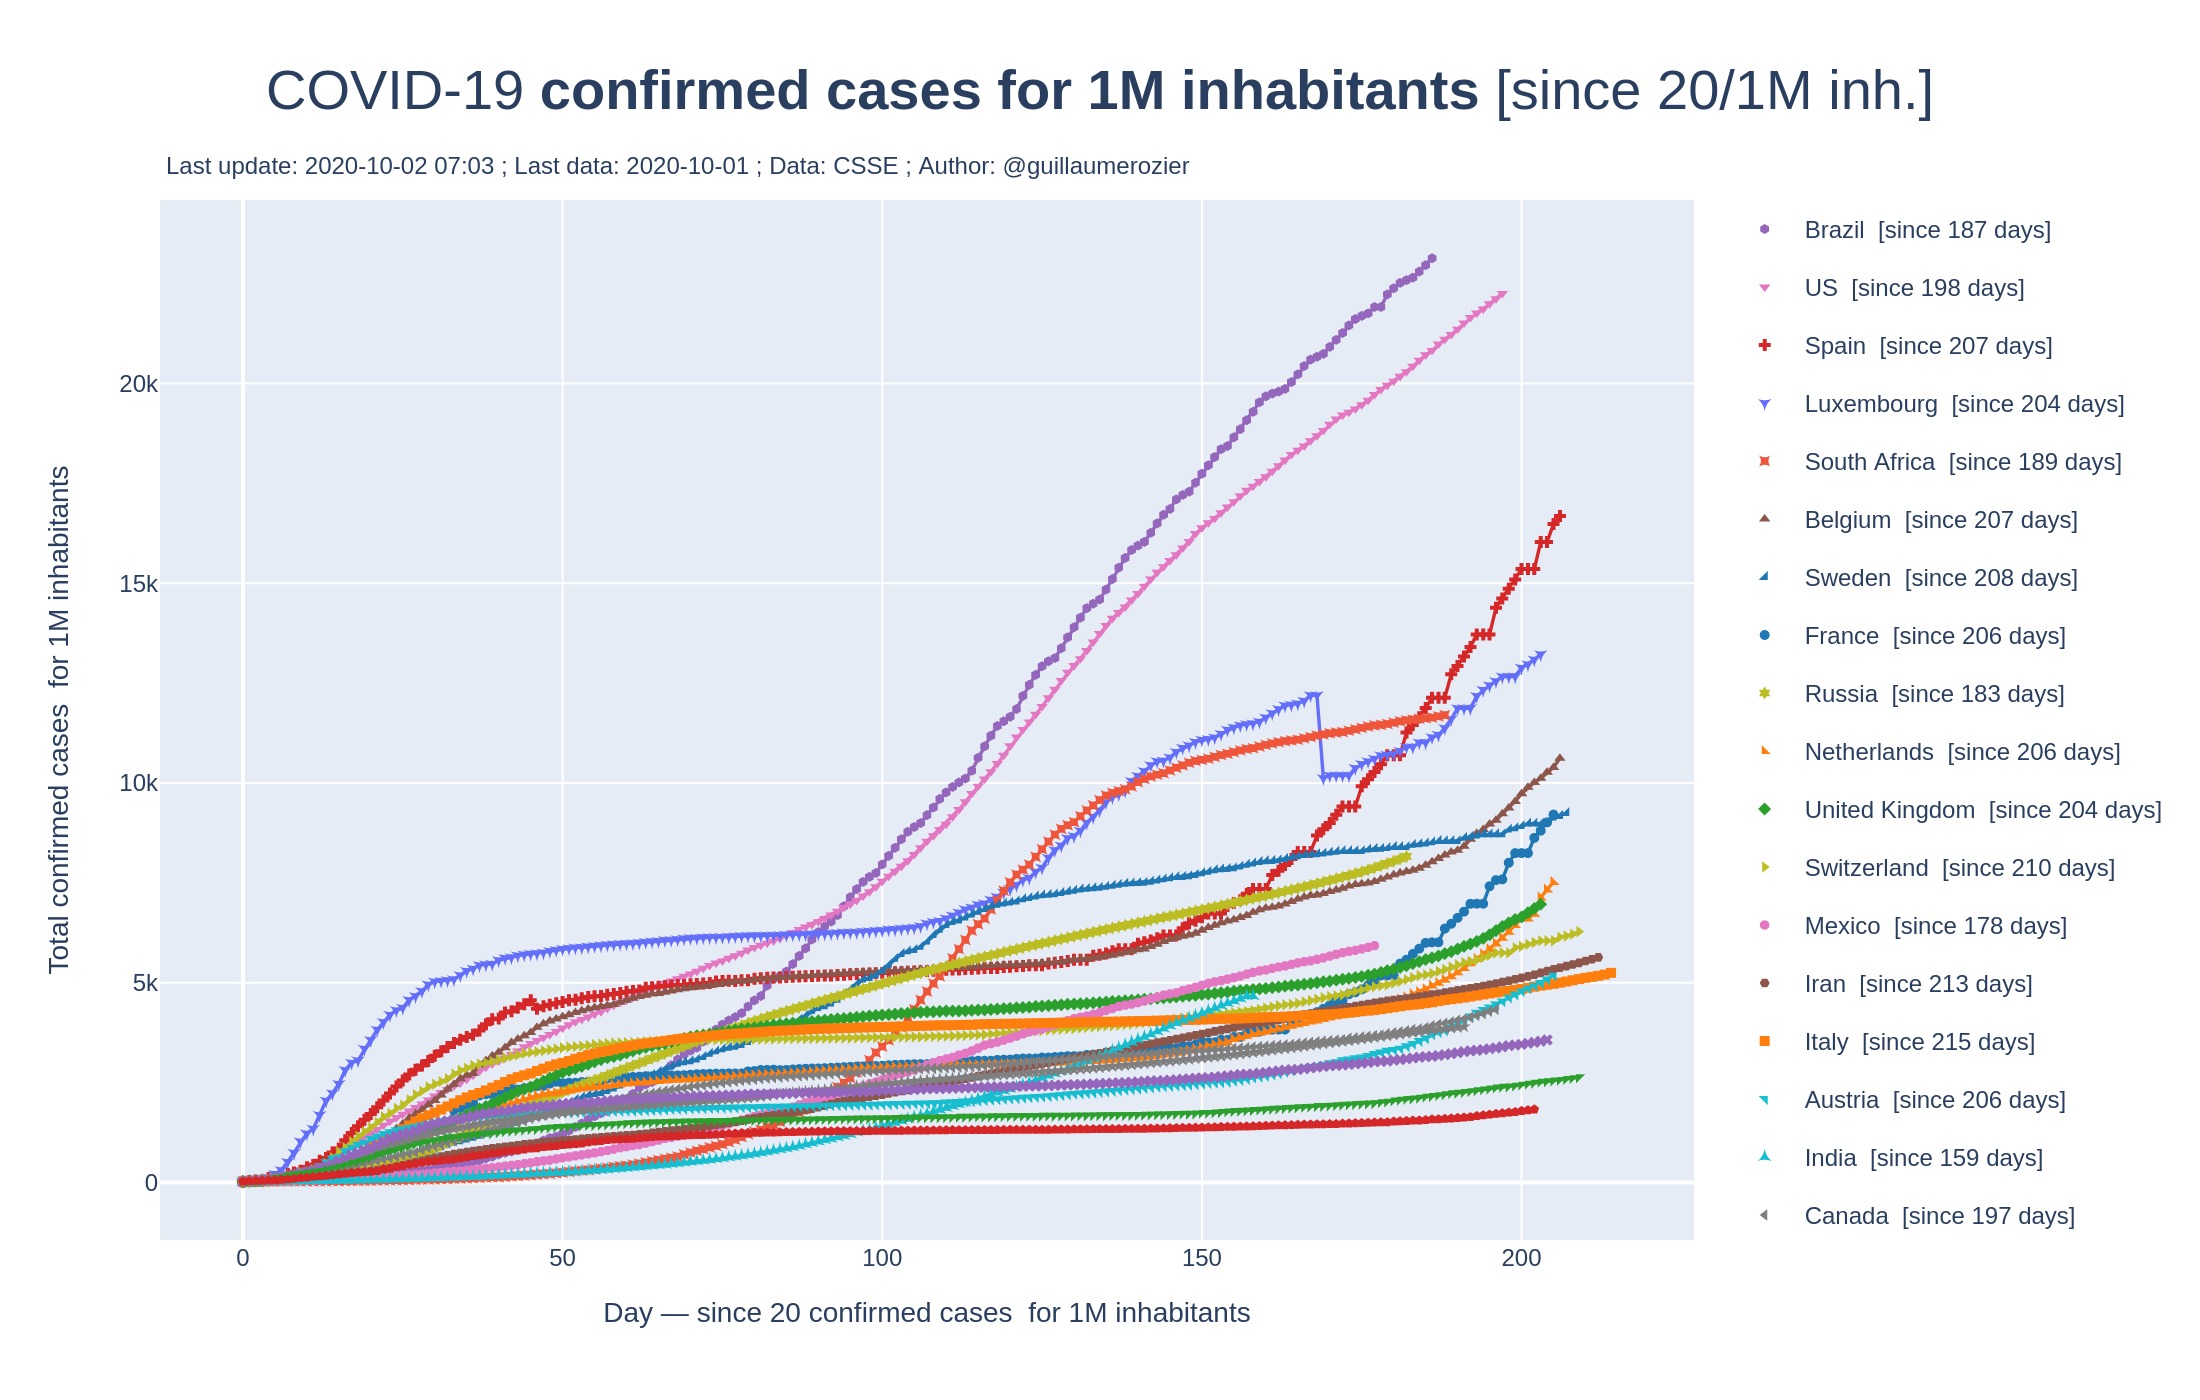 COVID-19 confirmed cases for 1M inhabitants [since 20/1M inh.]
Last update: 2020-10-02 07:03 ; Last data: 2020-10-01 ; Data: CSSE ; Author: @guillaumerozier
Total confirmed cases for 1M inhabitants
20k
15k
10k
5k
0
0 50 100 150 200
Day — since 20 confirmed cases for 1M inhabitants
Brazil [since 187 days]
US [since 198 days]
Spain [since 207 days]
Luxembourg [since 204 days]
South Africa [since 189 days]
Belgium [since 207 days]
Sweden [since 208 days]
France [since 206 days]
Russia [since 183 days]
Netherlands [since 206 days]
United Kingdom [since 204 days]
Switzerland [since 210 days]
Mexico [since 178 days]
Iran [since 213 days]
Italy [since 215 days]
Austria [since 206 days]
India [since 159 days]
Canada [since 197 days]